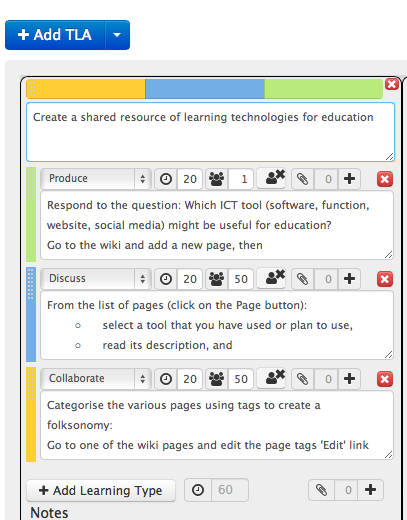 + Add TLA
Create a shared resource of learning technologies for education
Produce 20 1 0 +
Respond to the question: Which ICT tool (software, function,
website, social media) might be useful for education?
Go to the wiki and add a new page, then
Discuss 20 50 0 +
From the list of pages (click on the Page button):
o select a tool that you have used or plan to use,
o read its description, and
Collaborate 20 50 0 +
Categorise the various pages using tags to create a
folksonomy:
Go to one of the wiki pages and edit the page tags 'Edit' link
+ Add Learning Type 60 0 +
Notes